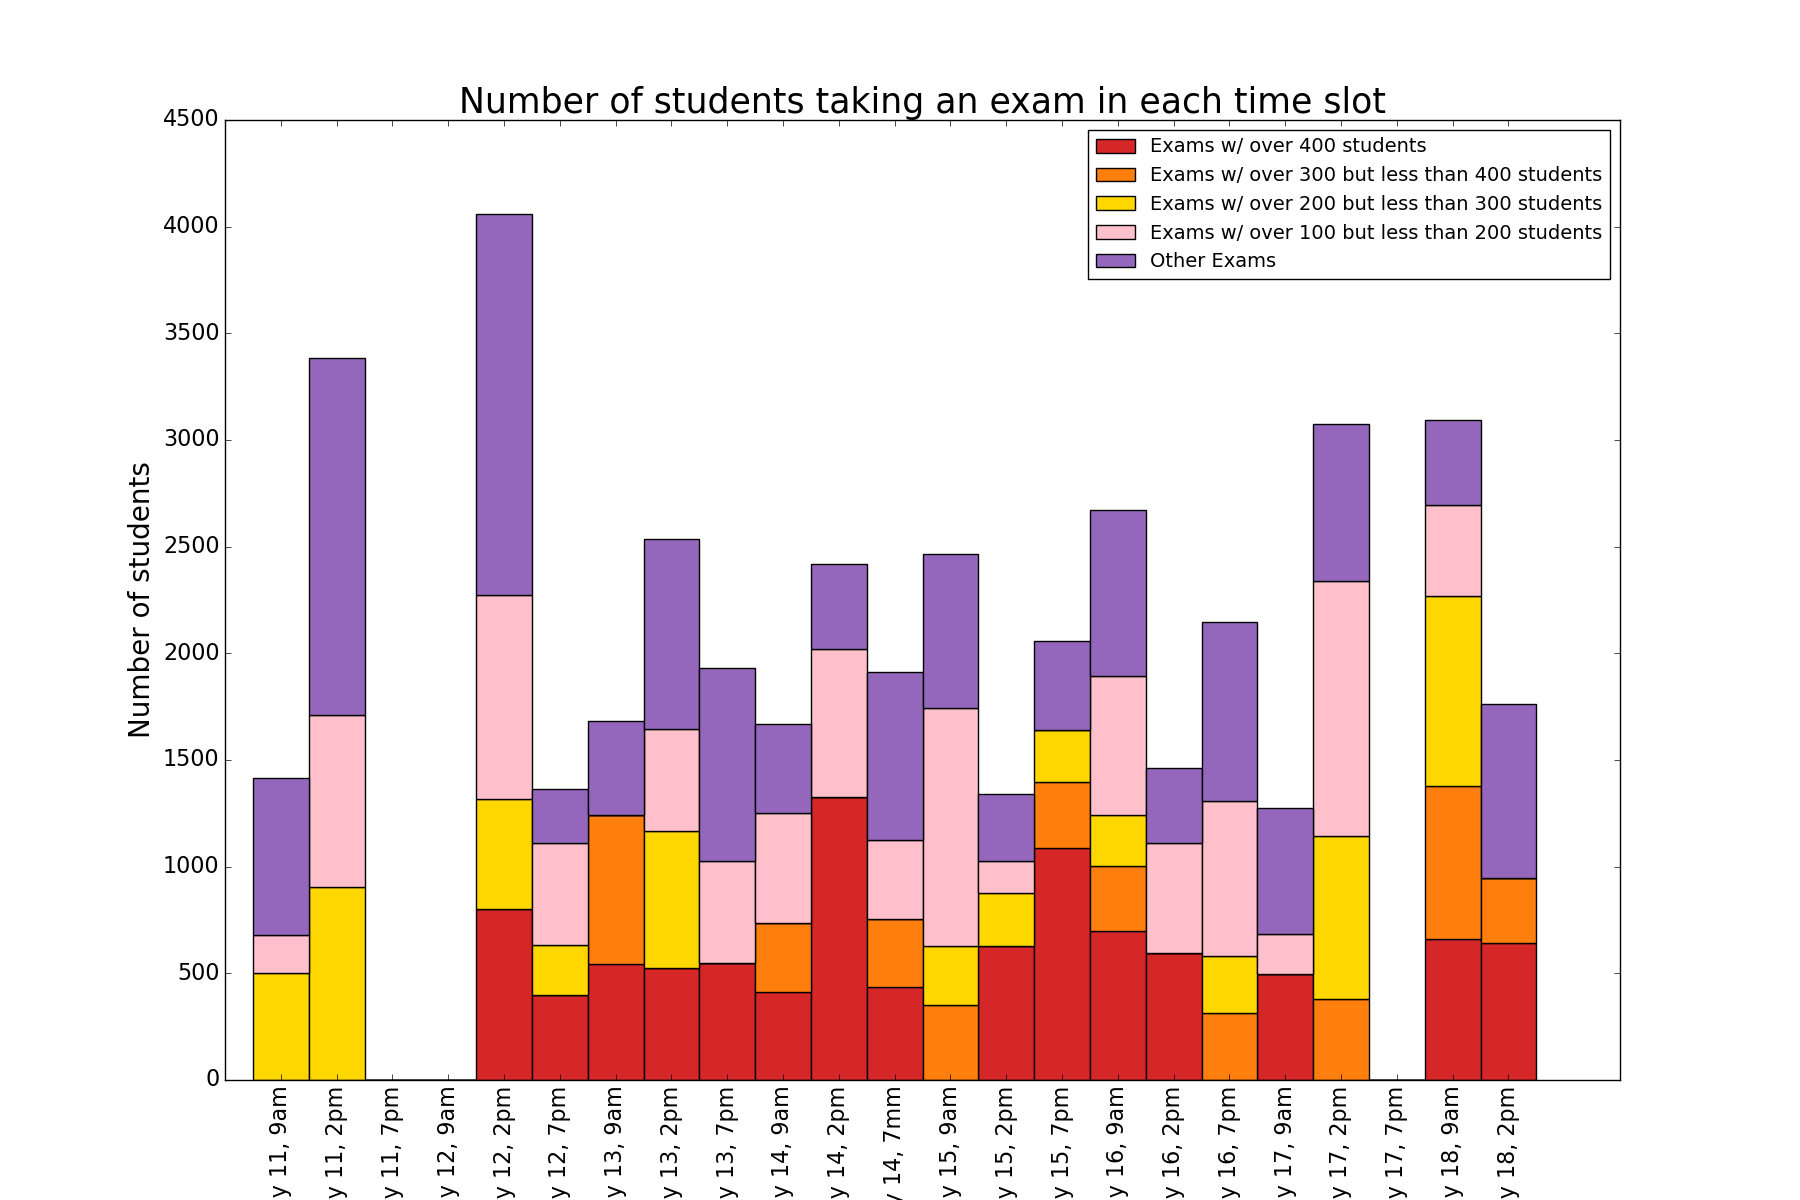 Number of students taking an exam in each time slot
4500
4000
3500
3000
2500
2000
1500
1000
500
0
Number of students
Exams w/ over 400 students
Exams w/ over 300 but less than 400 students
Exams w/ over 200 but less than 300 students
Exams w/ over 100 but less than 200 students
Other Exams
y 11, 9am
y 11, 2pm
y 11, 7pm
y 12, 9am
y 12, 2pm
y 12, 7pm
y 13, 9am
y 13, 2pm
y 13, 7pm
y 14, 9am
y 14, 2pm
y 14, 7mm
y 15, 9am
y 15, 2pm
y 15, 7pm
y 16, 9am
y 16, 2pm
y 16, 7pm
y 17, 9am
y 17, 2pm
y 17, 7pm
y 18, 9am
y 18, 2pm